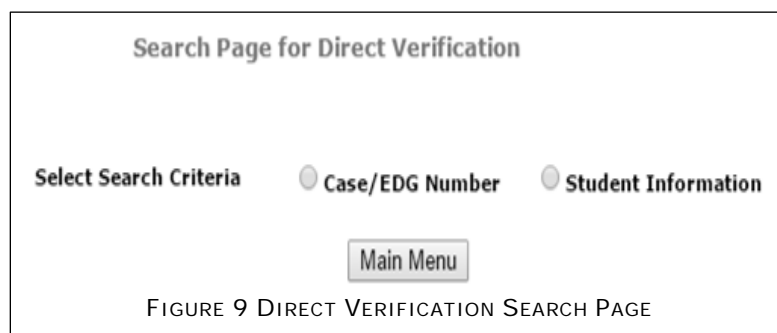 Search Page for Direct Verification
Select Search Criteria Case/EDG Number Student Information
Main Menu
FIGURE 9 DIRECT VERIFICATION SEARCH PAGE